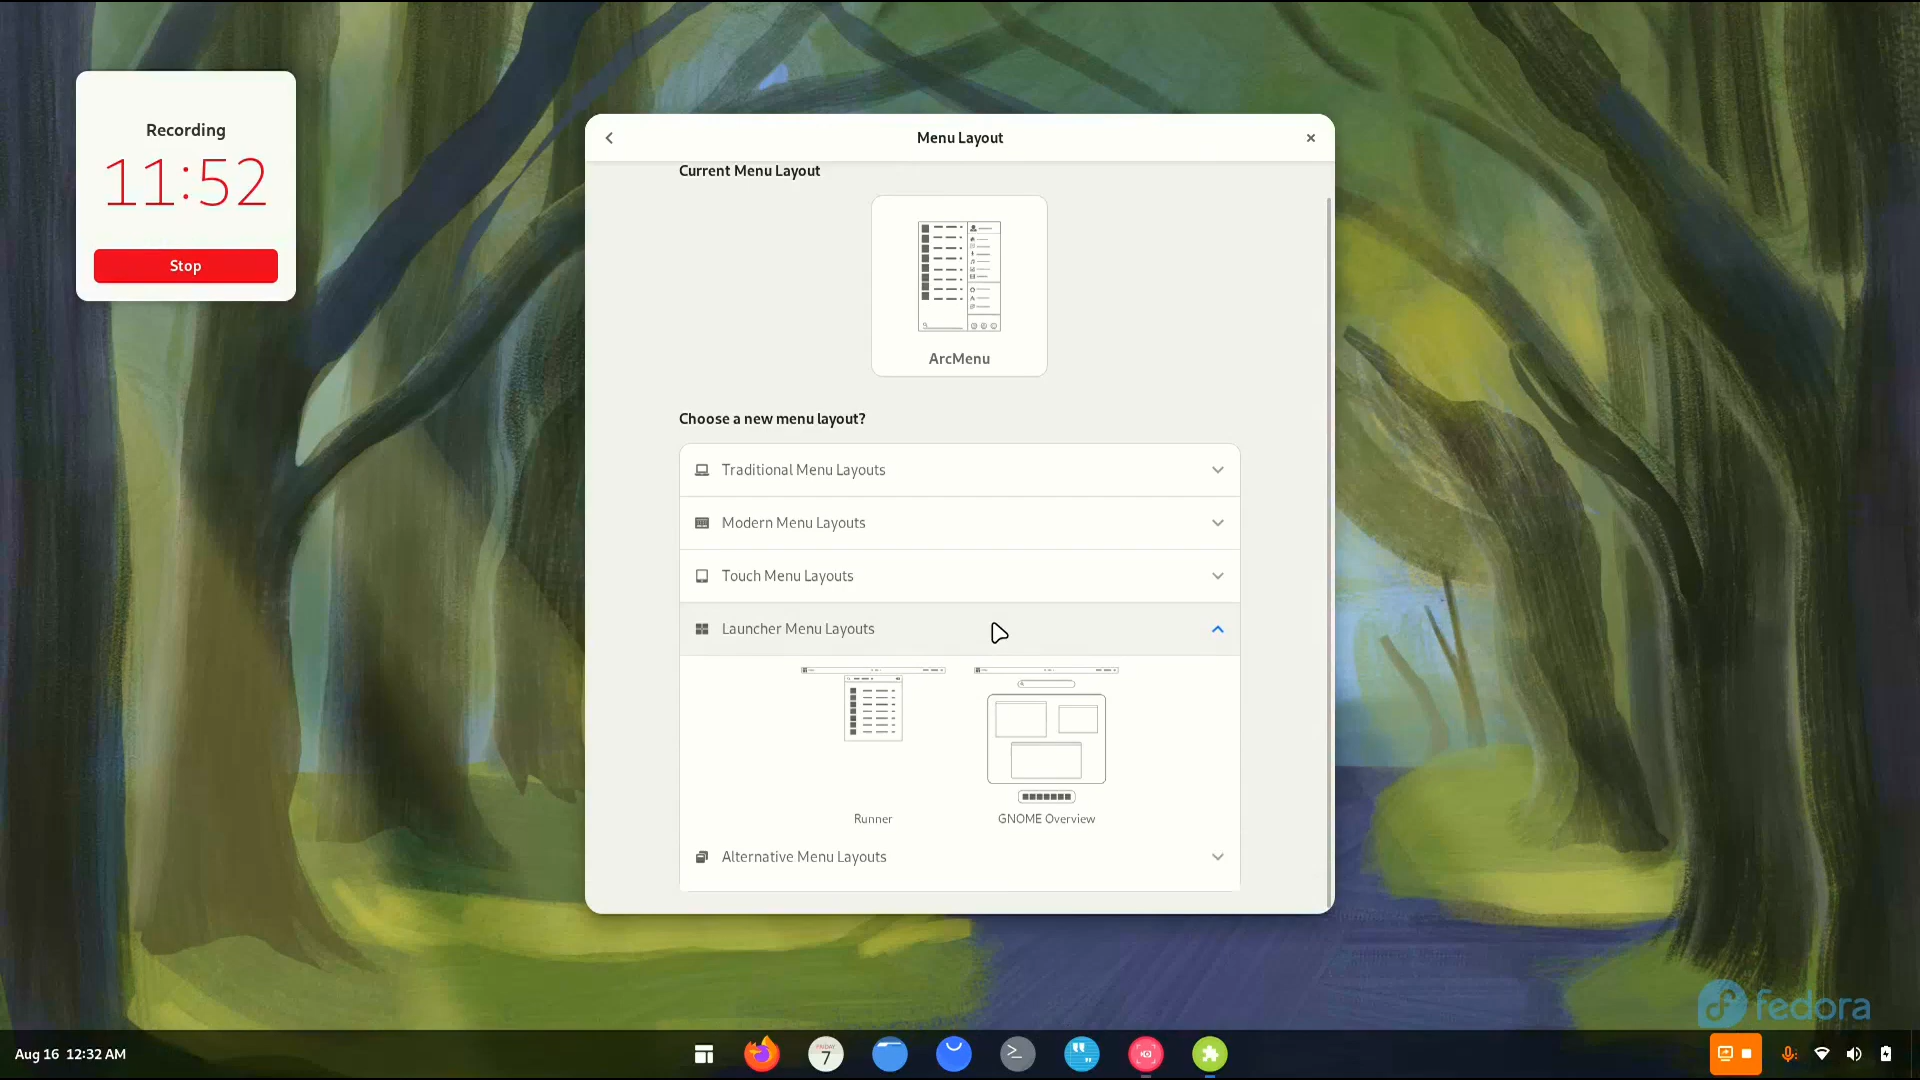 Recording
11:52
Stop
Menu Layout
Current Menu Layout
ArcMenu
Choose a new menu layout?
Traditional Menu Layouts
Modern Menu Layouts
Touch Menu Layouts
Launcher Menu Layouts
Runner
GNOME Overview
Alternative Menu Layouts
fedora
Aug 16 12:32 AM
FRIDAY
7